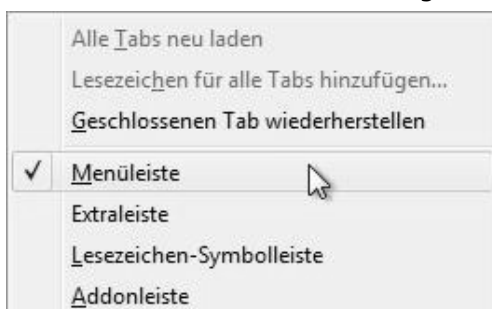 Alle Tabs neu laden
Lesezeichen für alle Tabs hinzufügen...
Geschlossenen Tab wiederherstellen
Menüleiste
Extraleiste
Lesezeichen-Symbolleiste
Addonleiste